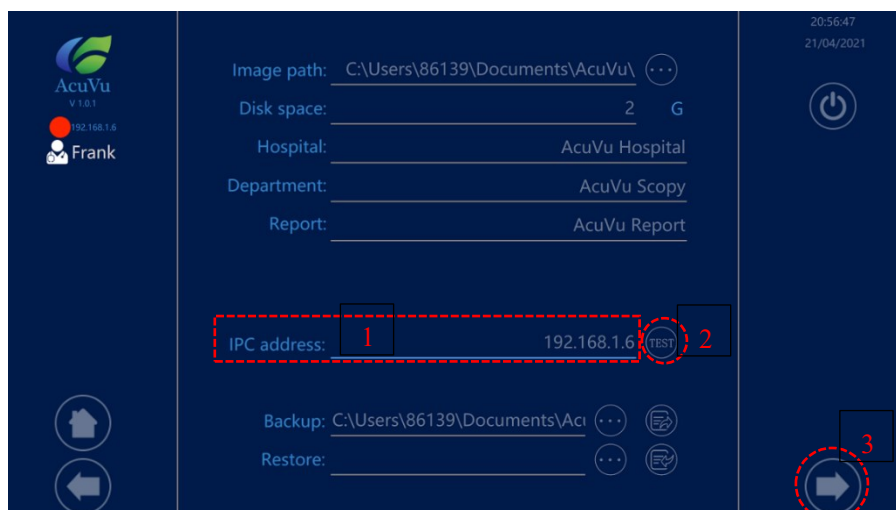 AcuVu
V 1.0.1
192.168.1.6
Frank
Image path: C:\Users\86139\Documents\AcuVu\
Disk space: 2 G
Hospital: AcuVu Hospital
Department: AcuVu Scopy
Report: AcuVu Report
IPC address: 1 192.168.1.6 TEST 2
Backup: C:\Users\86139\Documents\Acu
Restore:
20:56:47
21/04/2021
3